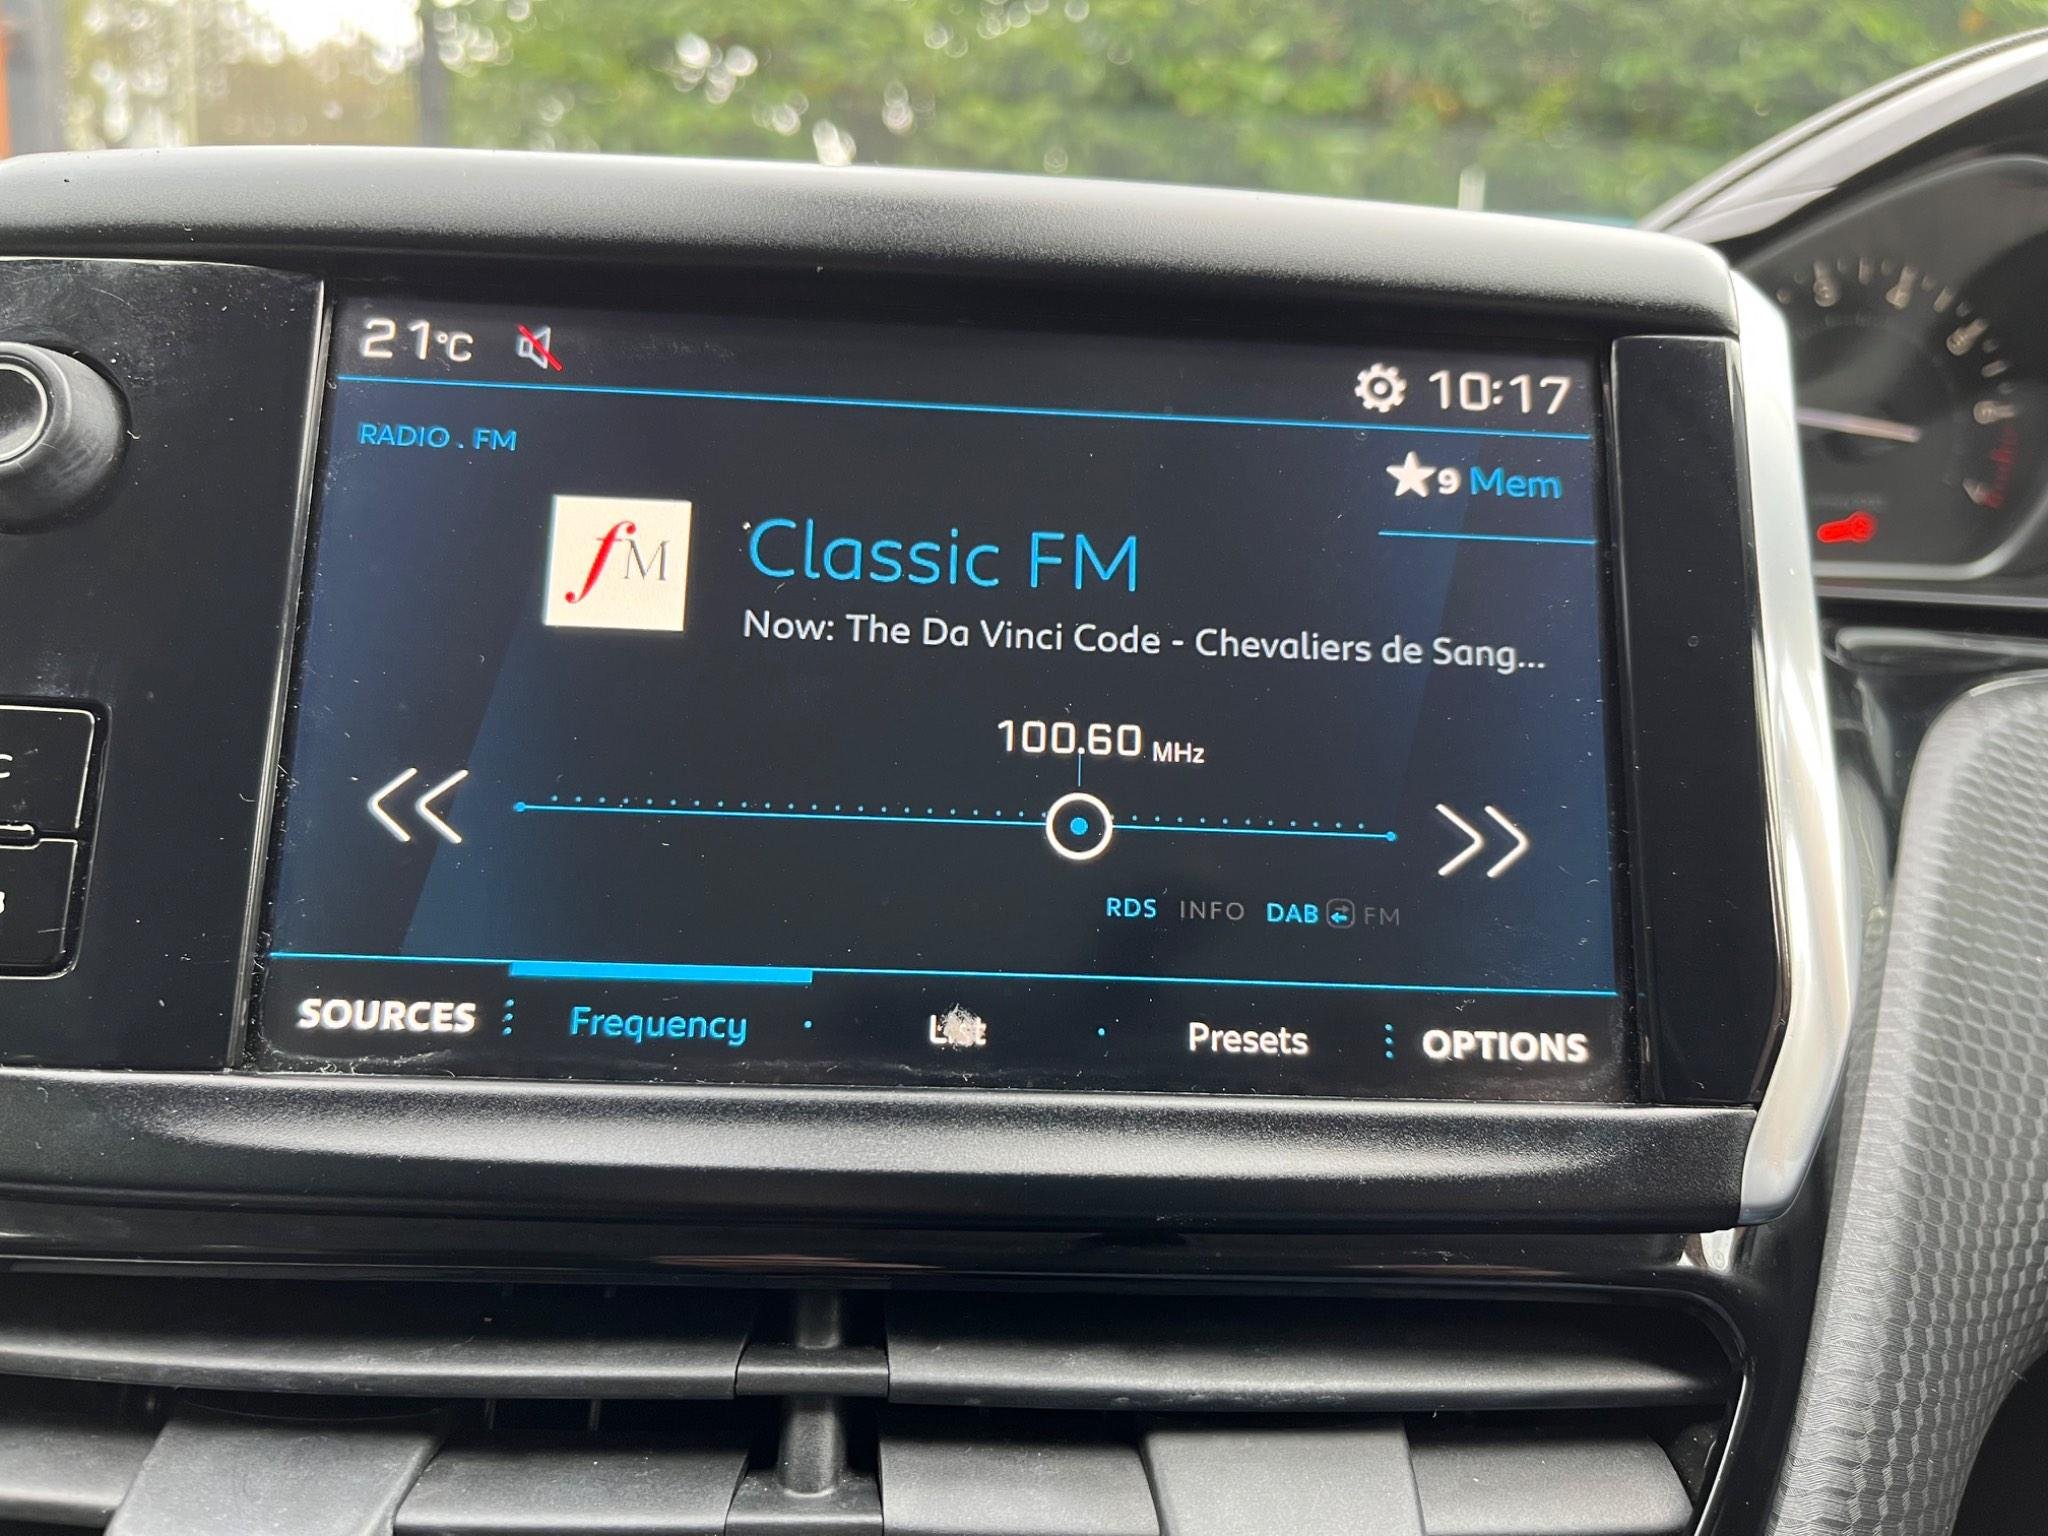 21°C
10:17
RADIO . FM
9 Mem
fM
Classic FM
Now: The Da Vinci Code - Chevaliers de Sang...
100.60 MHz
RDS INFO DAB FM
SOURCES Frequency List Presets OPTIONS
C